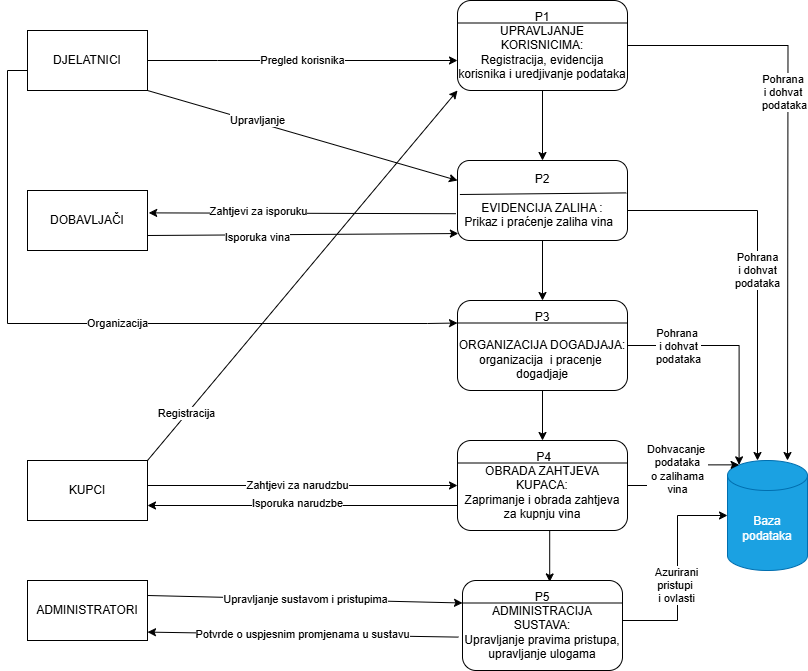 P1
UPRAVLJANJE
KORISNICIMA:
Registracija, evidencija
korisnika i uredjivanje podataka
DJELATNICI
Pregled korisnika
Pohrana
i dohvat
podataka
Upravljanje
P2
EVIDENCIJA ZALIHA :
Prikaz i praćenje zaliha vina
DOBAVLJAČI
Zahtjevi za isporuku
Isporuka vina
Pohrana
i dohvat
podataka
Organizacija
P3
ORGANIZACIJA DOGADJAJA:
organizacija i pracenje
dogadjaje
Pohrana
i dohvat
podataka
Registracija
P4
OBRADA ZAHTJEVA
KUPACA:
Zaprimanje i obrada zahtjeva
za kupnju vina
KUPCI
Zahtjevi za narudzbu
Isporuka narudzbe
Dohvacanje
podataka
o zalihama
vina
Baza
podataka
Azurirani
pristupi
i ovlasti
P5
ADMINISTRACIJA
SUSTAVA:
Upravljanje pravima pristupa,
upravljanje ulogama
ADMINISTRATORI
Upravljanje sustavom i pristupima
Potvrde o uspjesnim promjenama u sustavu